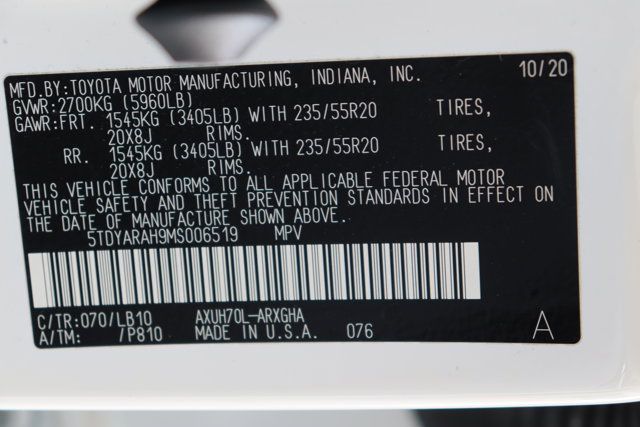 MFD.BY:TOYOTA MOTOR MANUFACTURING, INDIANA, INC. 10/20
GVWR:2700KG (5960LB)
GAWR:FRT. 1545KG (3405LB) WITH 235/55R20 TIRES,
20X8J RIMS.
RR. 1545KG (3405LB) WITH 235/55R20 TIRES,
20X8J RIMS.
THIS VEHICLE CONFORMS TO ALL APPLICABLE FEDERAL MOTOR
VEHICLE SAFETY AND THEFT PREVENTION STANDARDS IN EFFECT ON
THE DATE OF MANUFACTURE SHOWN ABOVE.
5TDYARAH9MS006519 MPV
C/TR:070/LB10 AXUH70L-ARXGHA
A/TM: /P810 MADE IN U.S.A. 076 A